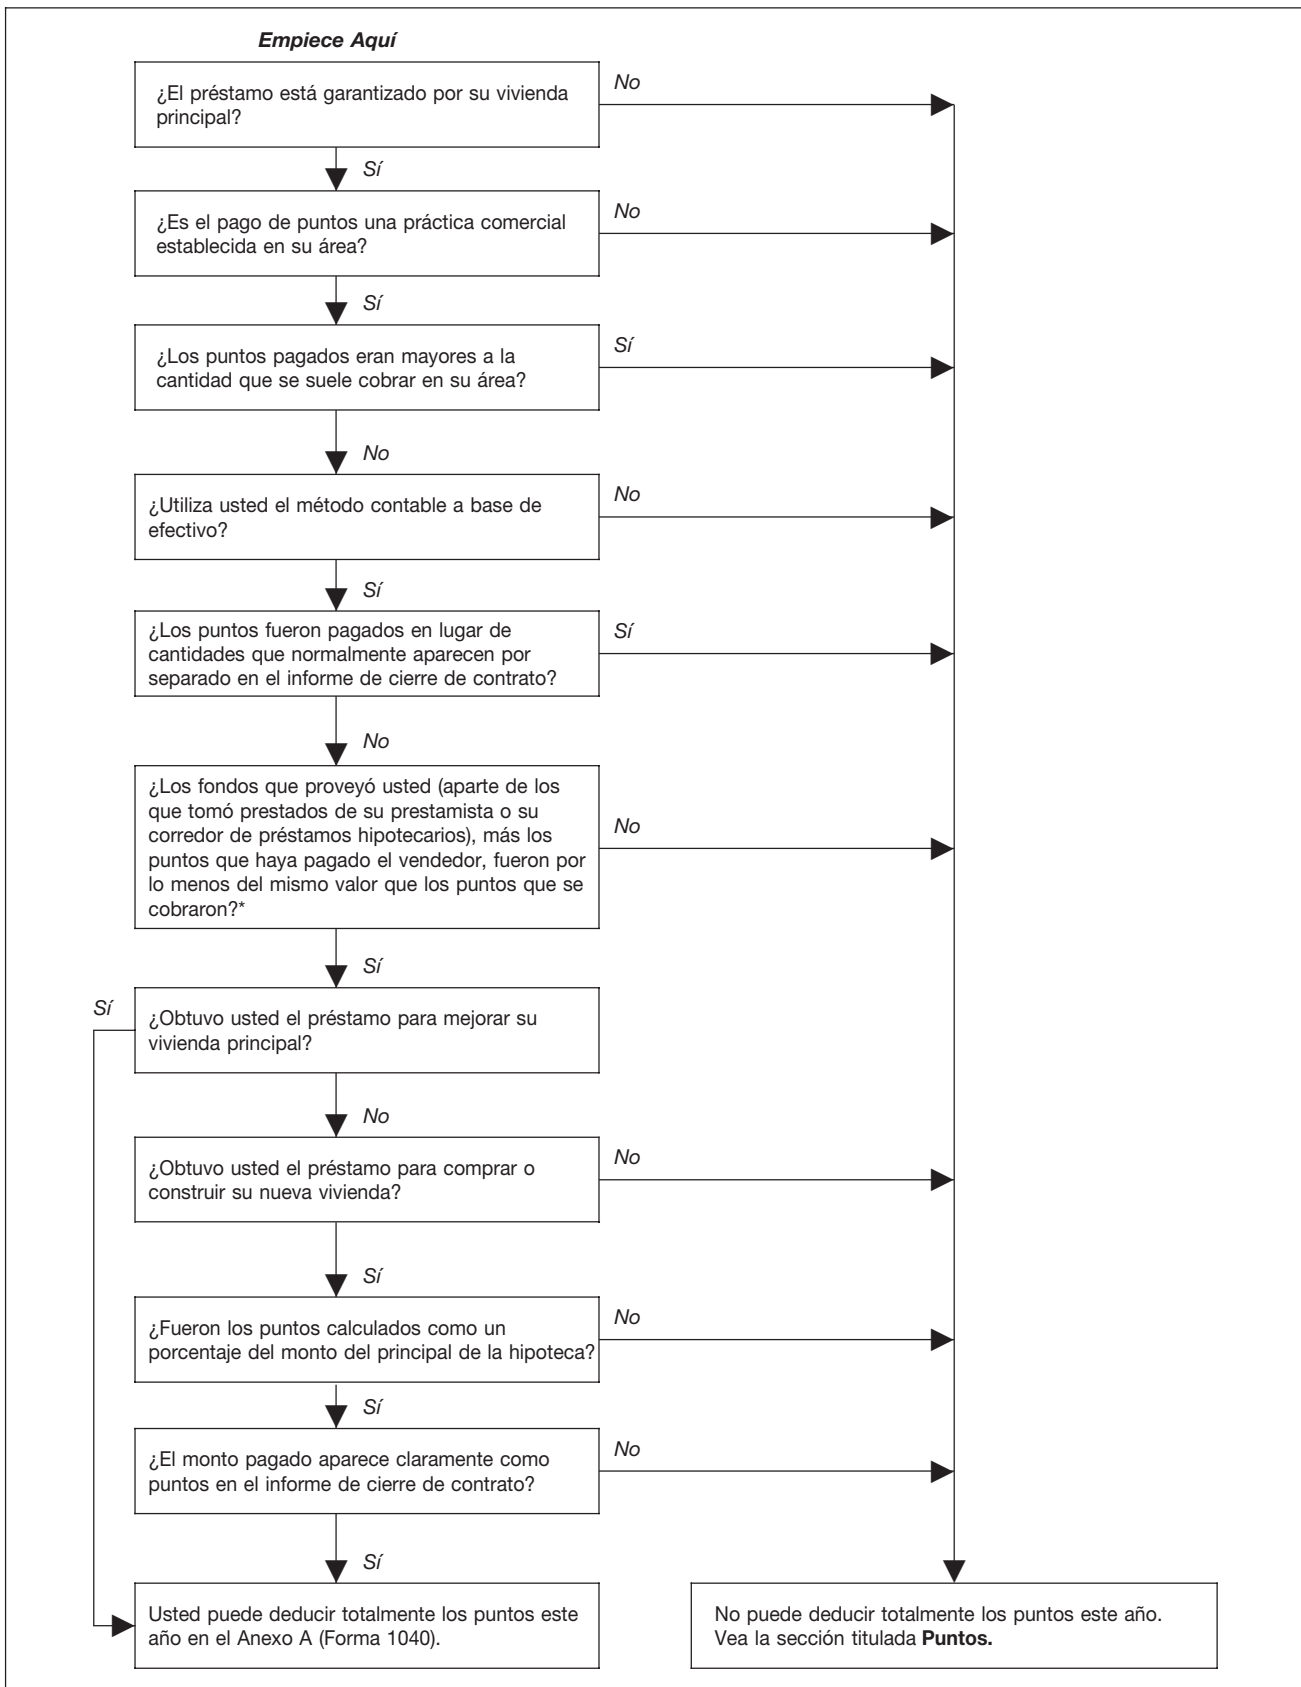 Empiece Aquí
¿El préstamo está garantizado por su vivienda
principal?
No
Sí
¿Es el pago de puntos una práctica comercial
establecida en su área?
No
Sí
¿Los puntos pagados eran mayores a la
cantidad que se suele cobrar en su área?
Sí
No
¿Utiliza usted el método contable a base de
efectivo?
No
Sí
¿Los puntos fueron pagados en lugar de
cantidades que normalmente aparecen por
separado en el informe de cierre de contrato?
Sí
No
¿Los fondos que proveyó usted (aparte de los
que tomó prestados de su prestamista o su
corredor de préstamos hipotecarios), más los
puntos que haya pagado el vendedor, fueron por
lo menos del mismo valor que los puntos que se
cobraron?*
No
Sí
Sí
¿Obtuvo usted el préstamo para mejorar su
vivienda principal?
No
¿Obtuvo usted el préstamo para comprar o
construir su nueva vivienda?
No
Sí
¿Fueron los puntos calculados como un
porcentaje del monto del principal de la hipoteca?
No
Sí
¿El monto pagado aparece claramente como
puntos en el informe de cierre de contrato?
No
Sí
Usted puede deducir totalmente los puntos este
año en el Anexo A (Forma 1040).
No puede deducir totalmente los puntos este año.
Vea la sección titulada Puntos.